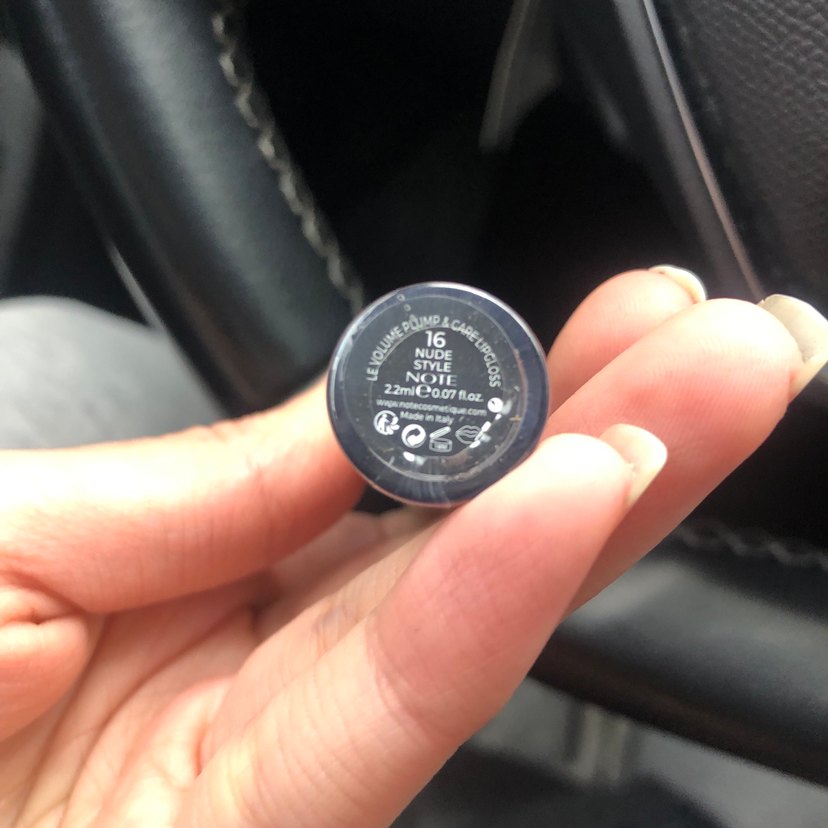 LE VOLUME PLUMP & CARE LIPGLOSS
16
NUDE
STYLE
NOTE
2.2ml e 0.07 fl.oz.
www.notecosmetique.com
Made in Italy